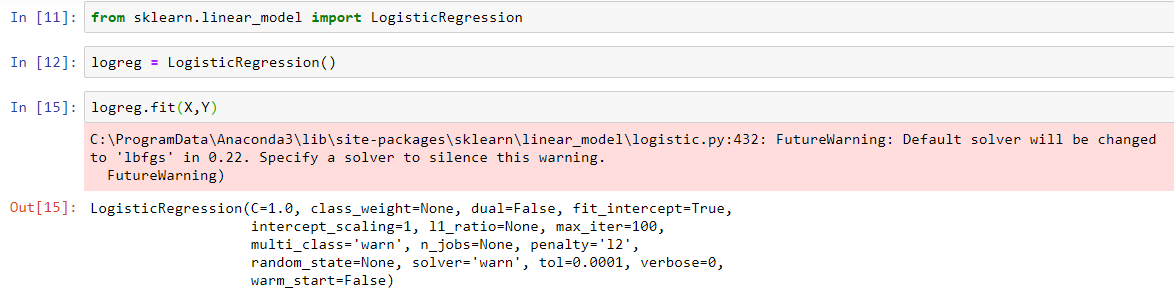 In [11]: from sklearn.linear_model import LogisticRegression
In [12]: logreg = LogisticRegression()
In [15]: logreg.fit(X,Y)
C:\ProgramData\Anaconda3\lib\site-packages\sklearn\linear_model\logistic.py:432: FutureWarning: Default solver will be changed
to 'lbfgs' in 0.22. Specify a solver to silence this warning.
  FutureWarning)
Out[15]: LogisticRegression(C=1.0, class_weight=None, dual=False, fit_intercept=True,
                   intercept_scaling=1, l1_ratio=None, max_iter=100,
                   multi_class='warn', n_jobs=None, penalty='l2',
                   random_state=None, solver='warn', tol=0.0001, verbose=0,
                   warm_start=False)